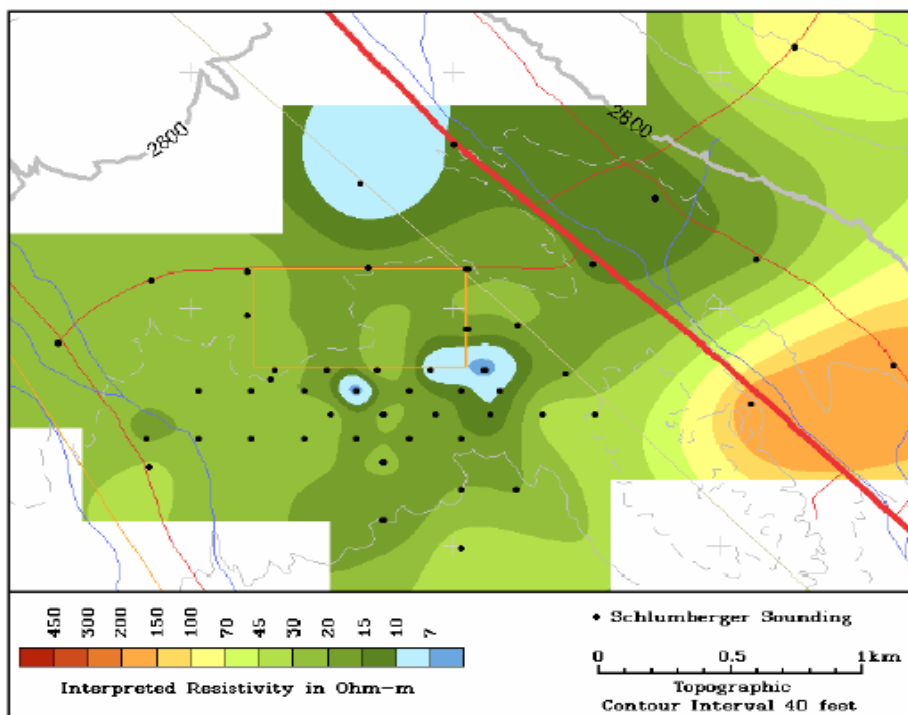 2800
2600
450 300 200 150 100 70 45 30 20 15 10 7
Interpreted Resistivity in Ohm-m
Schlumberger Sounding
0 0.5 1km
Topographic
Contour Interval 40 feet